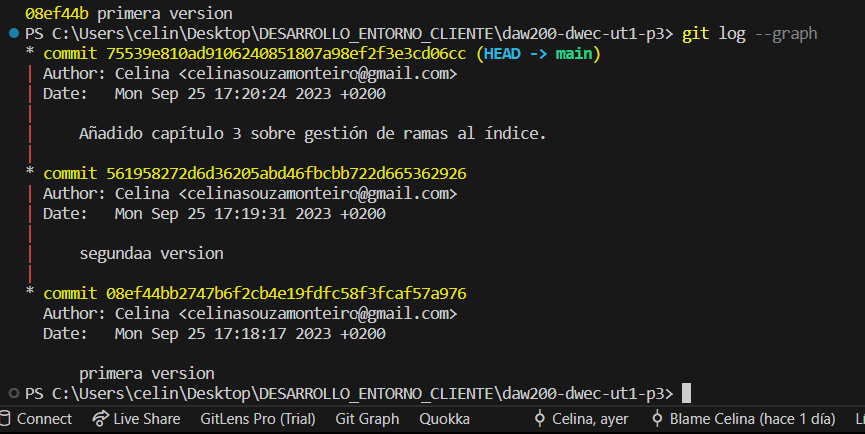 08ef44b primera version
PS C:\Users\celin\Desktop\DESARROLLO_ENTORNO_CLIENTE\daw200-dwec-ut1-p3> git log --graph
* commit 75539e810ad9106240851807a98ef2f3e3cd06cc (HEAD -> main)
| Author: Celina <celinasouzamonteiro@gmail.com>
| Date:   Mon Sep 25 17:20:24 2023 +0200
|
|     Añadido capítulo 3 sobre gestión de ramas al índice.
|
* commit 561958272d6d36205abd46fbcbb722d665362926
| Author: Celina <celinasouzamonteiro@gmail.com>
| Date:   Mon Sep 25 17:19:31 2023 +0200
|
|     segundaa version
|
* commit 08ef44bb2747b6f2cb4e19fdfc58f3fcaf57a976
  Author: Celina <celinasouzamonteiro@gmail.com>
  Date:   Mon Sep 25 17:18:17 2023 +0200

      primera version
PS C:\Users\celin\Desktop\DESARROLLO_ENTORNO_CLIENTE\daw200-dwec-ut1-p3>
Connect Live Share GitLens Pro (Trial) Git Graph Quokka Celina, ayer Blame Celina (hace 1 día)